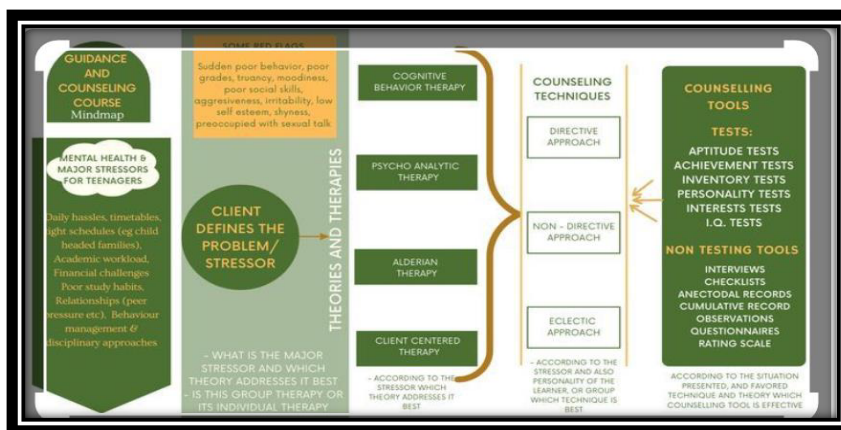 GUIDANCE
AND
COUNSELING
COURSE
Mindmap
MENTAL HEALTH &
MAJOR STRESSORS
FOR TEENAGERS
Daily hassles, timetables,
tight schedules (eg child
headed families),
Academic workload,
Financial challenges
Poor study habits,
Relationships (peer
pressure etc), Behaviour
management &
disciplinary approaches
SOME RED FLAGS
Sudden poor behavior, poor
grades, truancy, moodiness,
poor social skills,
aggresiveness, irritability, low
self esteem, shyness,
preoccupied with sexual talk
CLIENT
DEFINES THE
PROBLEM/
STRESSOR
- WHAT IS THE MAJOR
STRESSOR AND WHICH
THEORY ADDRESSES IT BEST
- IS THIS GROUP THERAPY OR
ITS INDIVIDUAL THERAPY
THEORIES AND THERAPIES
COGNITIVE
BEHAVIOR THERAPY
PSYCHO ANALYTIC
THERAPY
ALDERIAN
THERAPY
CLIENT CENTERED
THERAPY
- ACCORDING TO THE
STRESSOR WHICH
THEORY ADDRESSES IT
BEST
COUNSELING
TECHNIQUES
DIRECTIVE
APPROACH
NON - DIRECTIVE
APPROACH
ECLECTIC
APPROACH
- ACCORDING TO THE
STRESSOR AND ALSO
PERSONALITY OF THE
LEARNER, OR GROUP
WHICH TECHNIQUE IS
BEST
COUNSELLING
TOOLS
TESTS:
APTITUDE TESTS
ACHIEVEMENT TESTS
INVENTORY TESTS
PERSONALITY TESTS
INTERESTS TESTS
I.Q. TESTS
NON TESTING TOOLS
INTERVIEWS
CHECKLISTS
ANECTODAL RECORDS
CUMULATIVE RECORD
OBSERVATIONS
QUESTIONNAIRES
RATING SCALE
ACCORDING TO THE SITUATION
PRESENTED, AND FAVORED
TECHNIQUE AND THEORY WHICH
COUNSELLING TOOL IS EFFECTIVE